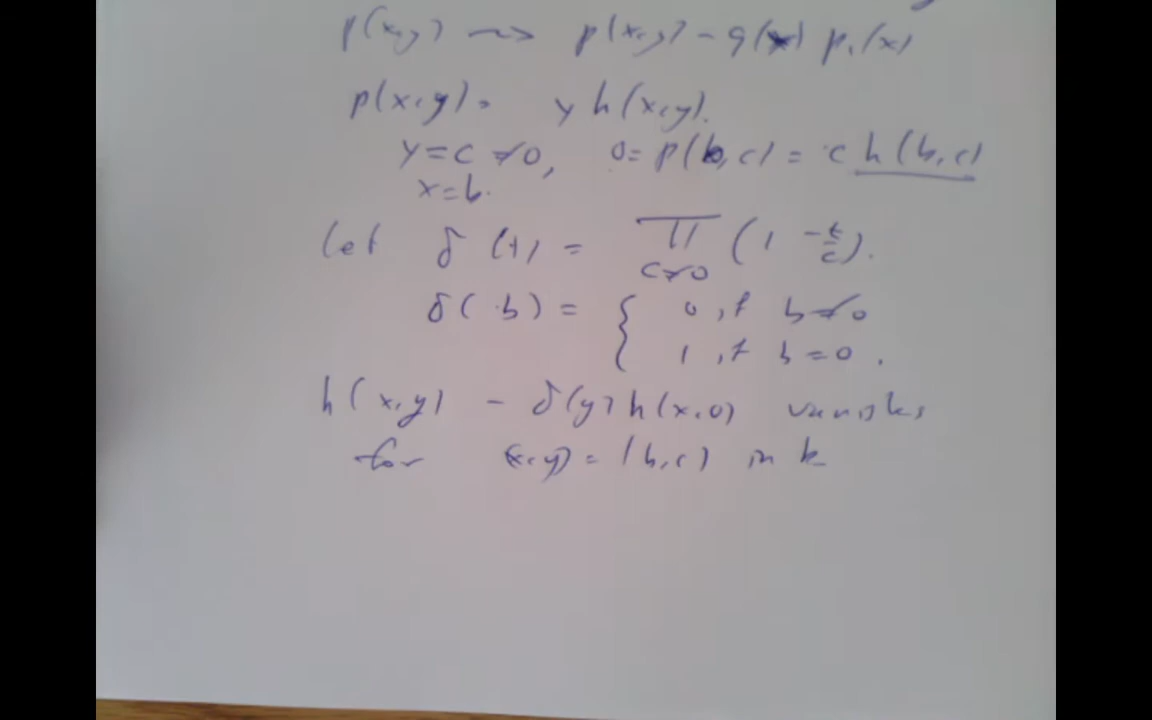 p(x,y) ⇝ p(x,y) - q(x) p₁(x)
p(x,y) = y h(x,y).
y = c ≠ 0, 0 = p(b,c) = c h(b,c)
x = b.
let δ(t) = ∏ (1 - t/c).
c≠0
δ(b) = { 0 if b ≠ 0
1 if b = 0 .
h(x,y) - δ(y) h(x,0) vanishes
for (x,y) = (b,c) in k